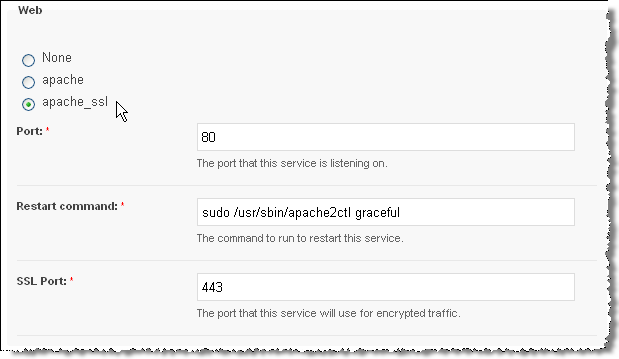 Web
None
apache
apache_ssl
Port: *
80
The port that this service is listening on.
Restart command: *
sudo /usr/sbin/apache2ctl graceful
The command to run to restart this service.
SSL Port: *
443
The port that this service will use for encrypted traffic.